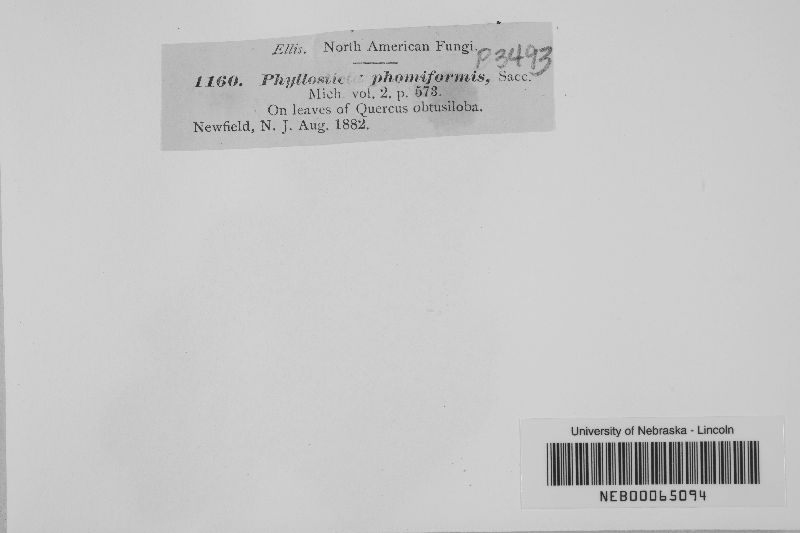 Ellis. North American Fungi.
P3493
1160. Phyllosticta phomiformis, Sacc.
Mich. vol. 2. p. 573.
On leaves of Quercus obtusiloba.
Newfield, N. J. Aug. 1882.
University of Nebraska - Lincoln
NEB00065094